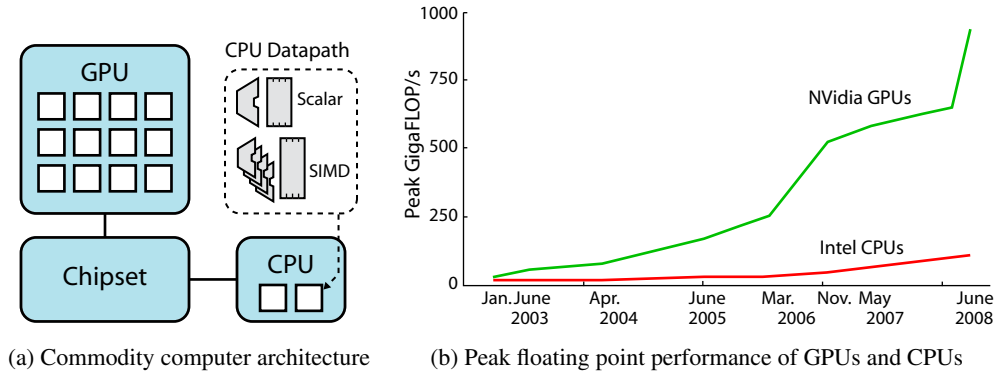 GPU
CPU Datapath
Scalar
SIMD
Chipset
CPU
(a) Commodity computer architecture
Peak GigaFLOP/s
1000
750
500
250
0
NVidia GPUs
Intel CPUs
Jan. June Apr. June Mar. Nov. May June
2003 2004 2005 2006 2007 2008
(b) Peak floating point performance of GPUs and CPUs